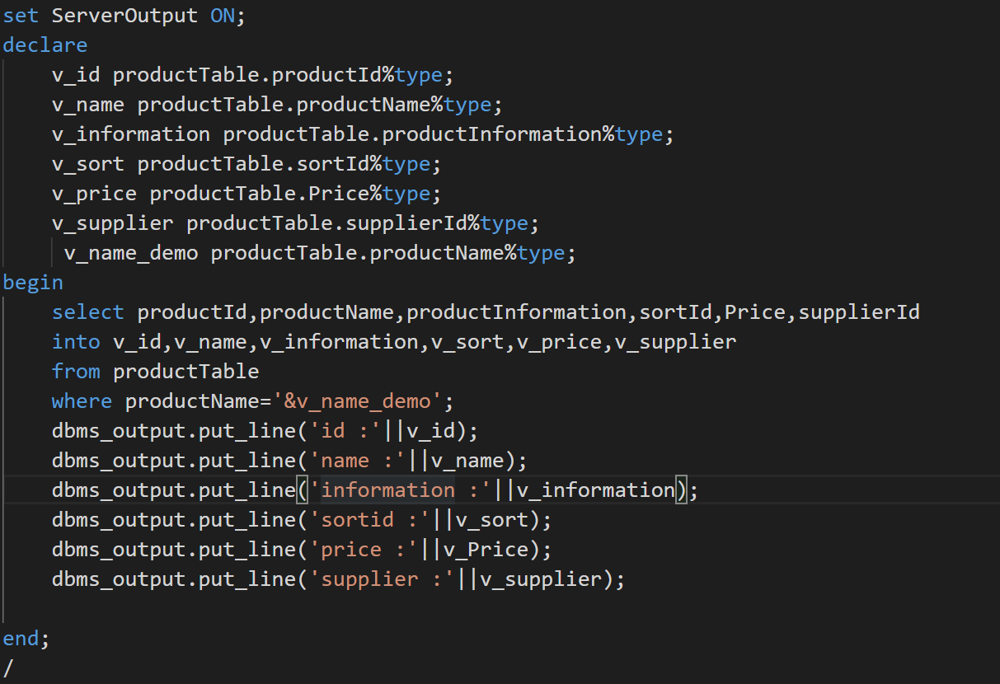 set ServerOutput ON;
declare
    v_id productTable.productId%type;
    v_name productTable.productName%type;
    v_information productTable.productInformation%type;
    v_sort productTable.sortId%type;
    v_price productTable.Price%type;
    v_supplier productTable.supplierId%type;
     v_name_demo productTable.productName%type;
begin
    select productId,productName,productInformation,sortId,Price,supplierId
    into v_id,v_name,v_information,v_sort,v_price,v_supplier
    from productTable
    where productName='&v_name_demo';
    dbms_output.put_line('id :'||v_id);
    dbms_output.put_line('name :'||v_name);
    dbms_output.put_line('information :'||v_information);
    dbms_output.put_line('sortid :'||v_sort);
    dbms_output.put_line('price :'||v_Price);
    dbms_output.put_line('supplier :'||v_supplier);
end;
/